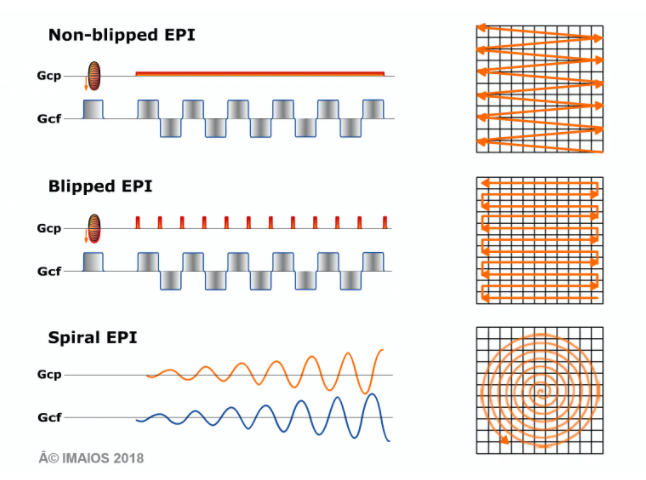 Non-blipped EPI
Gcp
Gcf
Blipped EPI
Gcp
Gcf
Spiral EPI
Gcp
Gcf
Â© IMAIOS 2018